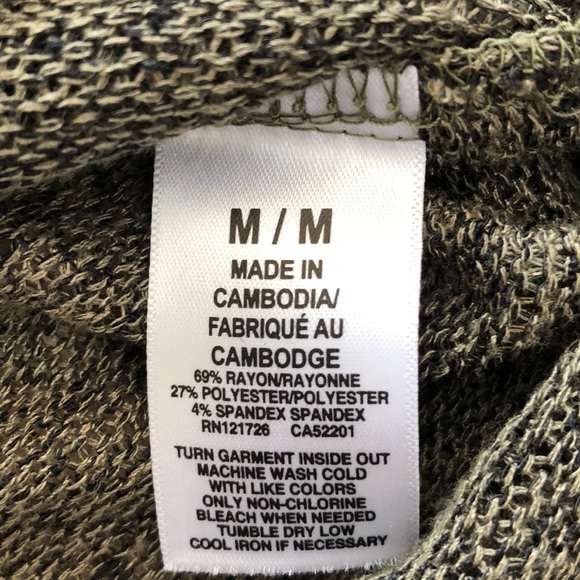 M / M
MADE IN
CAMBODIA/
FABRIQUÉ AU
CAMBODGE
69% RAYON/RAYONNE
27% POLYESTER/POLYESTER
4% SPANDEX SPANDEX
RN121726 CA52201
TURN GARMENT INSIDE OUT
MACHINE WASH COLD
WITH LIKE COLORS
ONLY NON-CHLORINE
BLEACH WHEN NEEDED
TUMBLE DRY LOW
COOL IRON IF NECESSARY